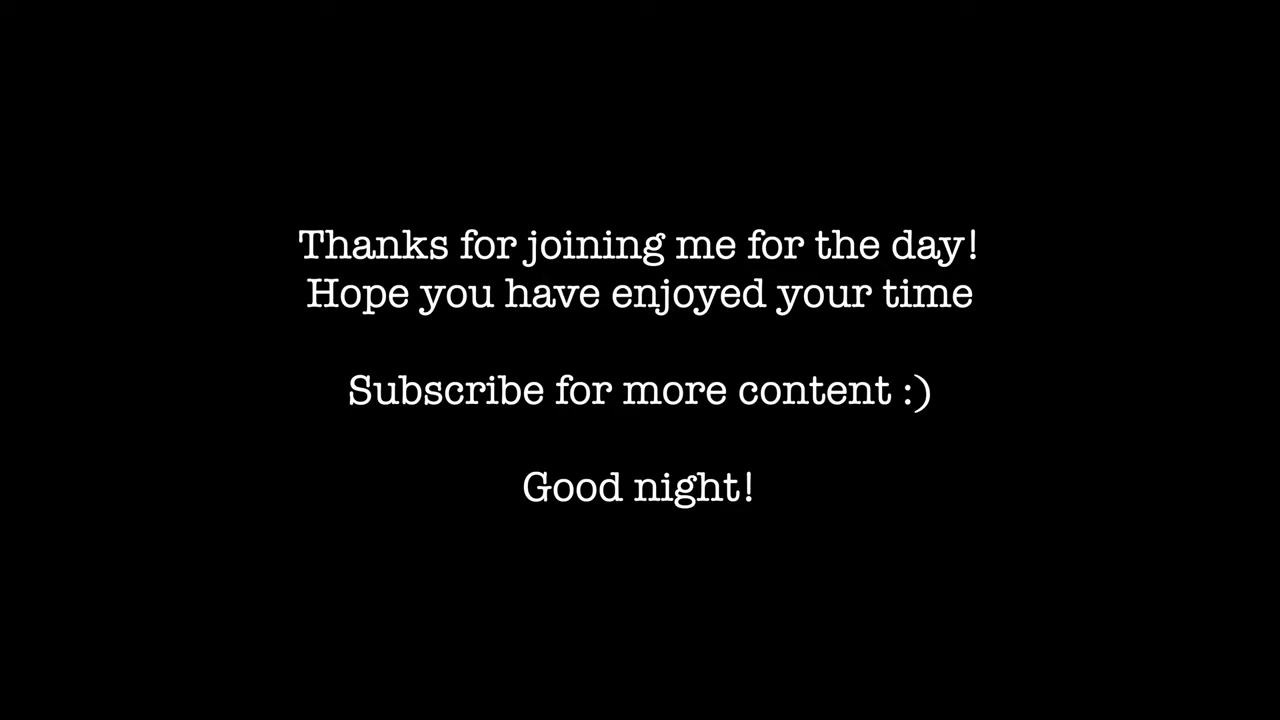 Thanks for joining me for the day!
Hope you have enjoyed your time
Subscribe for more content :)
Good night!